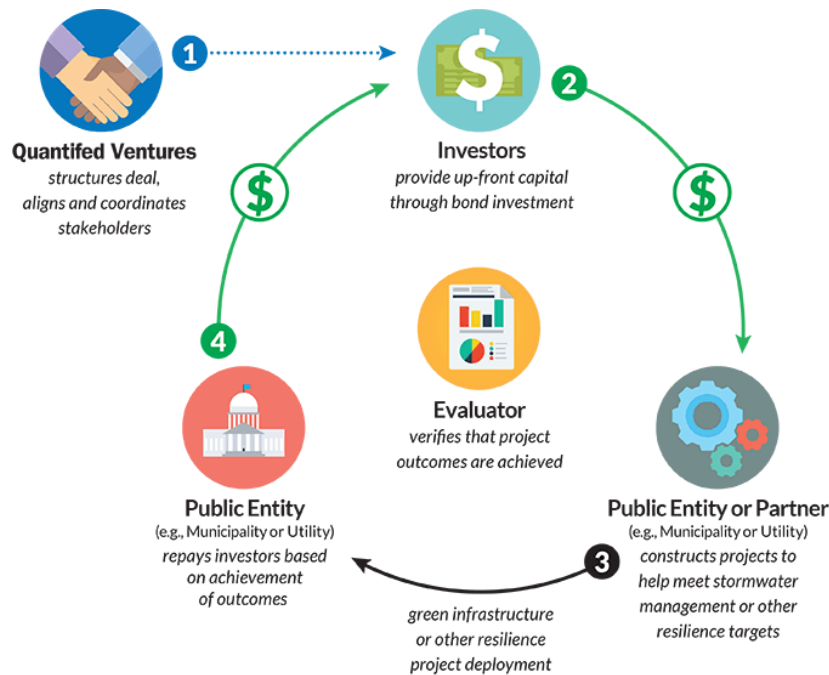 1
Quantifed Ventures
structures deal,
aligns and coordinates
stakeholders
$
Investors
provide up-front capital
through bond investment
2
$
$
Evaluator
verifies that project
outcomes are achieved
Public Entity or Partner
(e.g., Municipality or Utility)
constructs projects to
help meet stormwater
management or other
resilience targets
3
green infrastructure
or other resilience
project deployment
4
Public Entity
(e.g., Municipality or Utility)
repays investors based
on achievement
of outcomes